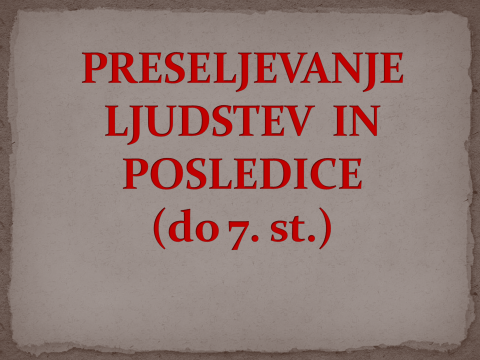 PRESELJEVANJE
LJUDSTEV IN
POSLEDICE
(do 7. st.)